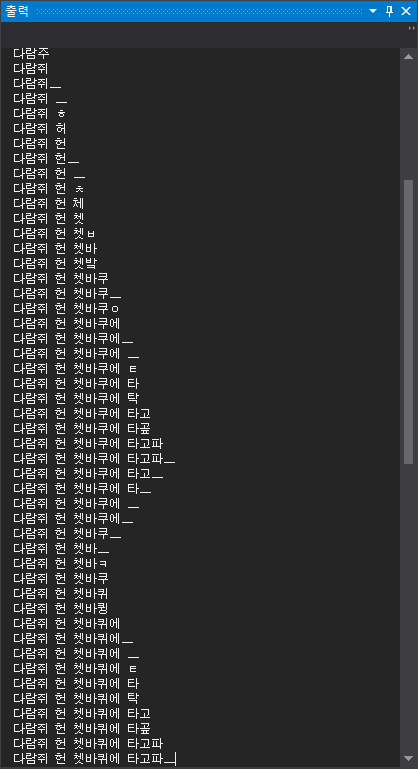 출력
다람주
다람쥐
다람쥐ㅡ
다람쥐 ㅡ
다람쥐 ㅎ
다람쥐 허
다람쥐 헌
다람쥐 헌ㅡ
다람쥐 헌 ㅡ
다람쥐 헌 ㅊ
다람쥐 헌 체
다람쥐 헌 쳇
다람쥐 헌 쳇ㅂ
다람쥐 헌 쳇바
다람쥐 헌 쳇밬
다람쥐 헌 쳇바쿠
다람쥐 헌 쳇바쿠ㅡ
다람쥐 헌 쳇바쿠ㅇ
다람쥐 헌 쳇바쿠에
다람쥐 헌 쳇바쿠에ㅡ
다람쥐 헌 쳇바쿠에 ㅡ
다람쥐 헌 쳇바쿠에 ㅌ
다람쥐 헌 쳇바쿠에 타
다람쥐 헌 쳇바쿠에 탁
다람쥐 헌 쳇바쿠에 타고
다람쥐 헌 쳇바쿠에 타곺
다람쥐 헌 쳇바쿠에 타고파
다람쥐 헌 쳇바쿠에 타고파ㅡ
다람쥐 헌 쳇바쿠에 타고ㅡ
다람쥐 헌 쳇바쿠에 타ㅡ
다람쥐 헌 쳇바쿠에 ㅡ
다람쥐 헌 쳇바쿠에ㅡ
다람쥐 헌 쳇바쿠ㅡ
다람쥐 헌 쳇바ㅡ
다람쥐 헌 쳇바ㅋ
다람쥐 헌 쳇바쿠
다람쥐 헌 쳇바퀴
다람쥐 헌 쳇바큉
다람쥐 헌 쳇바퀴에
다람쥐 헌 쳇바퀴에ㅡ
다람쥐 헌 쳇바퀴에 ㅡ
다람쥐 헌 쳇바퀴에 ㅌ
다람쥐 헌 쳇바퀴에 타
다람쥐 헌 쳇바퀴에 탁
다람쥐 헌 쳇바퀴에 타고
다람쥐 헌 쳇바퀴에 타곺
다람쥐 헌 쳇바퀴에 타고파
다람쥐 헌 쳇바퀴에 타고파ㅡ